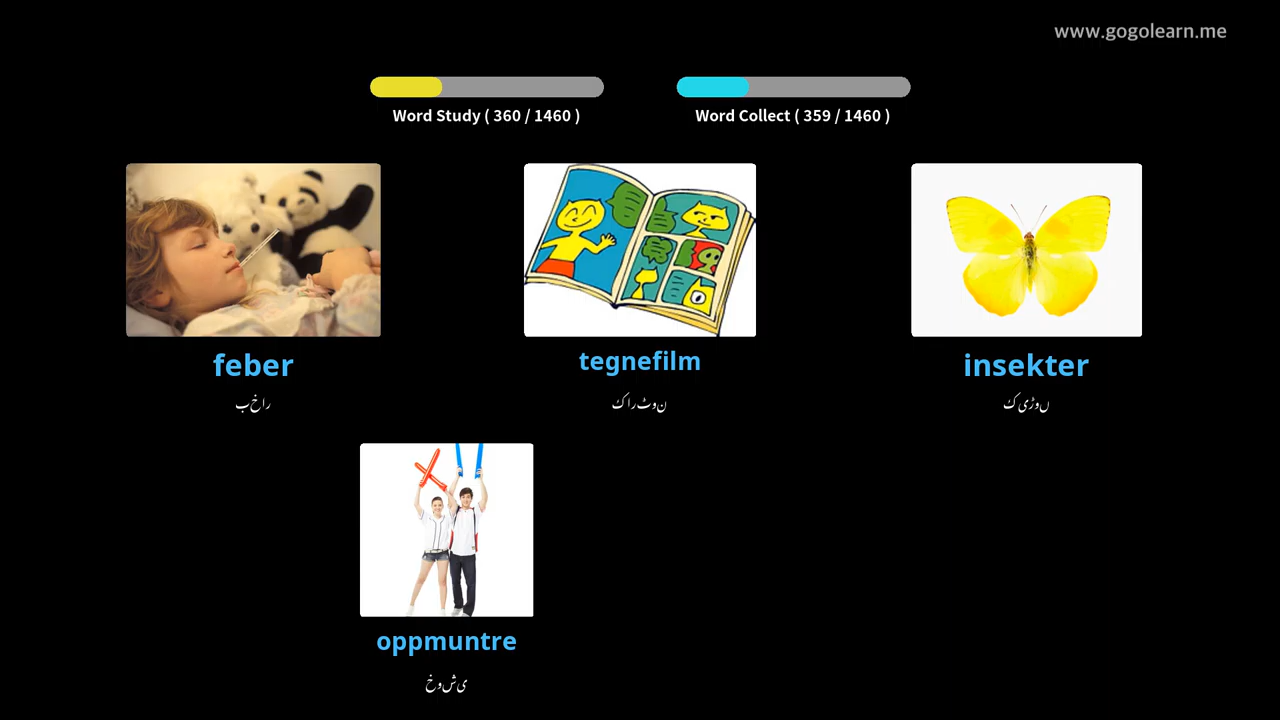 www.gogolearn.me
Word Study ( 360 / 1460 )
Word Collect ( 359 / 1460 )
feber
tegnefilm
insekter
بخار
کارٹون
کیڑوں
oppmuntre
خوشی